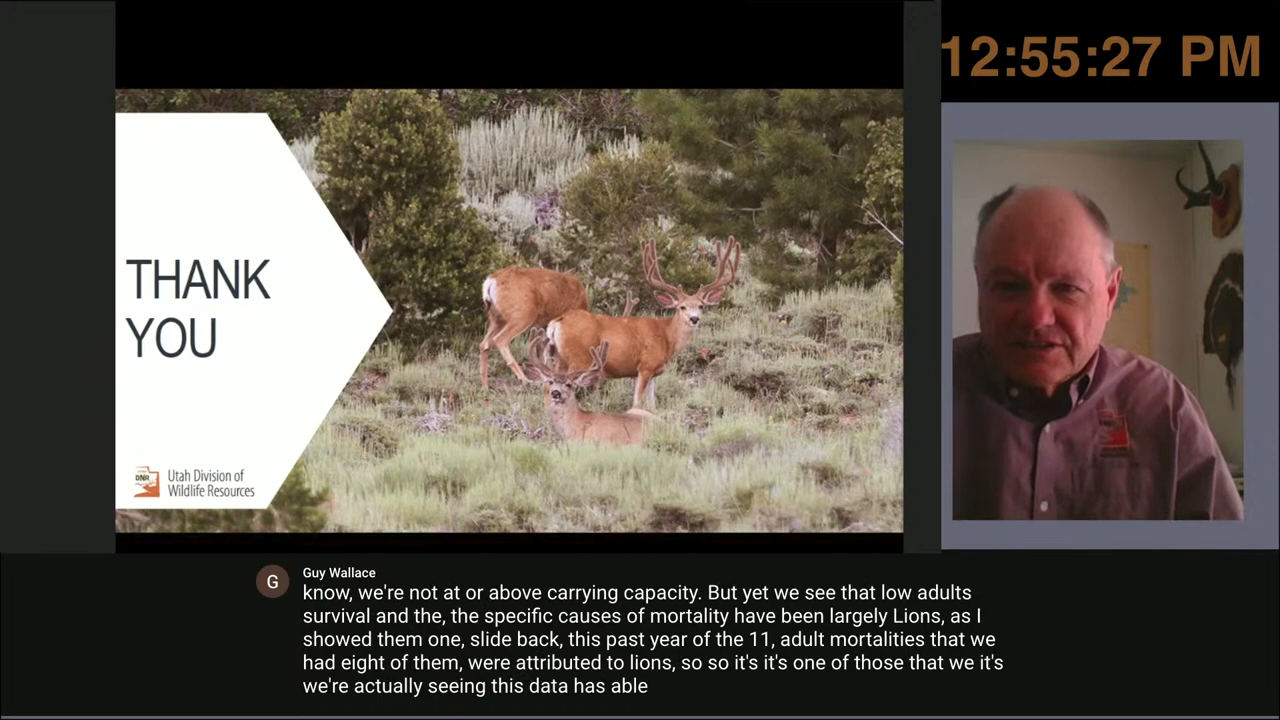 12:55:27 PM
THANK
YOU
DNR
Utah Division of
Wildlife Resources
G
Guy Wallace
know, we're not at or above carrying capacity. But yet we see that low adults
survival and the, the specific causes of mortality have been largely Lions, as I
showed them one, slide back, this past year of the 11, adult mortalities that we
had eight of them, were attributed to lions, so so it's it's one of those that we it's
we're actually seeing this data has able